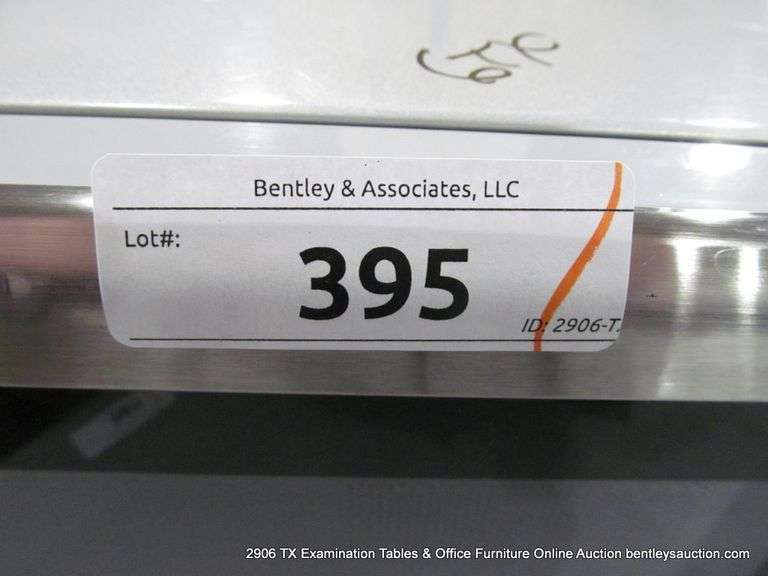 Bentley & Associates, LLC
Lot#:
395
ID: 2906-T.
2906 TX Examination Tables & Office Furniture Online Auction bentleysauction.com